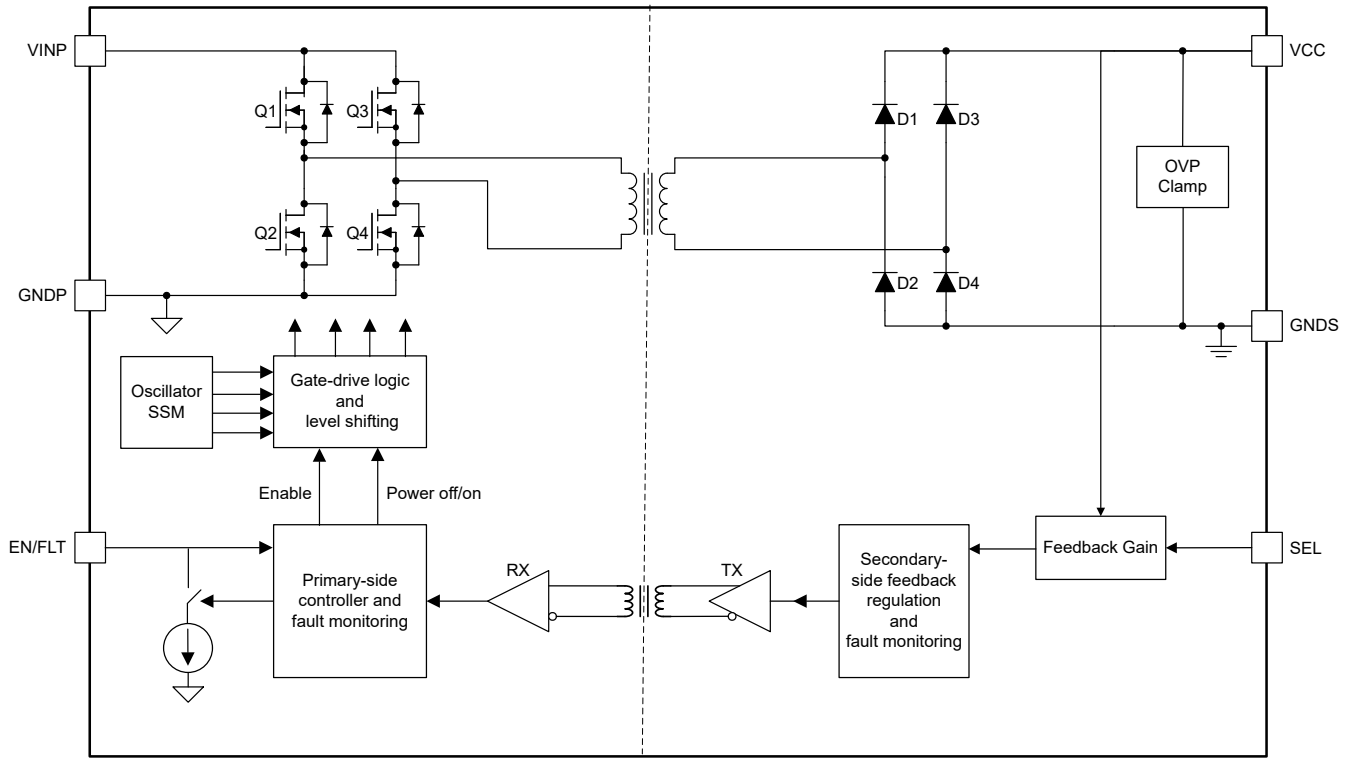 VINP
VCC
Q1
Q3
D1
D3
OVP
Clamp
Q2
Q4
D2
D4
GNDP
GNDS
Oscillator
SSM
Gate-drive logic
and
level shifting
Enable
Power off/on
EN/FLT
Feedback Gain
SEL
Primary-side
controller and
fault monitoring
RX
TX
Secondary-
side feedback
regulation
and
fault monitoring